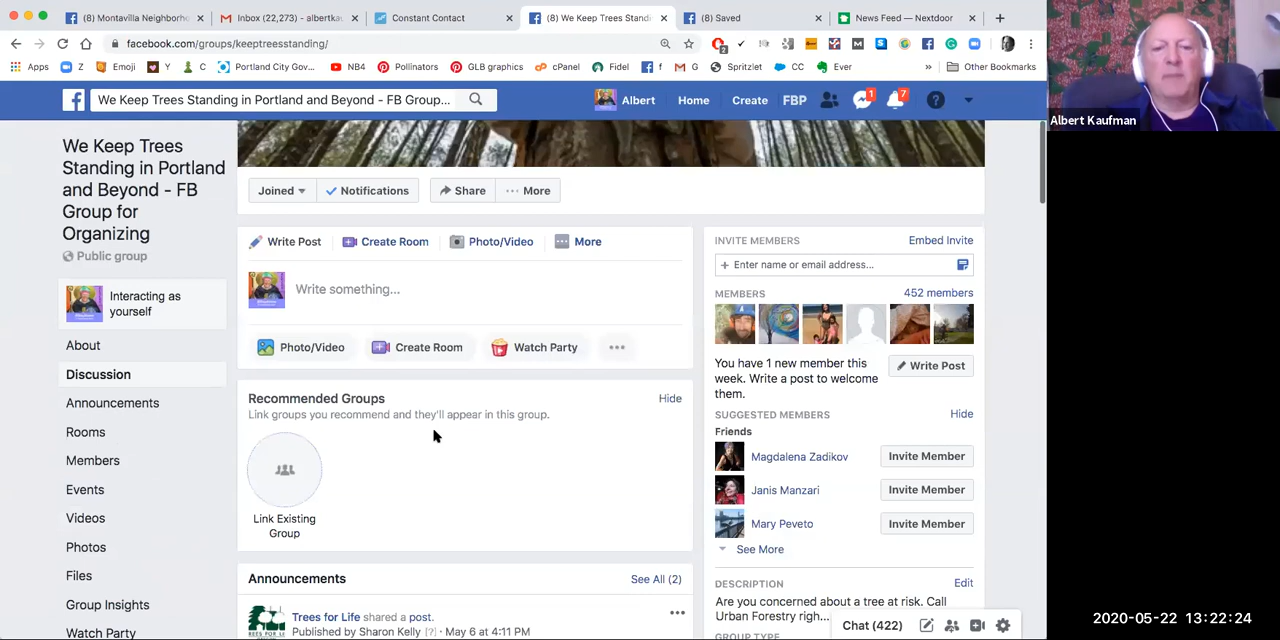 (8) Montavilla Neighborh
Inbox (22,273) - albertkau
Constant Contact
(8) We Keep Trees Standi
(8) Saved
News Feed — Nextdoor
facebook.com/groups/keeptreesstanding/
Apps
Z
Emoji
Y
C
Portland City Gov...
NB4
Pollinators
GLB graphics
cPanel
Fidel
f
G
Spritzlet
CC
Ever
»
Other Bookmarks
We Keep Trees Standing in Portland and Beyond - FB Group...
Albert
Home
Create
FBP
1
7
Albert Kaufman
We Keep Trees
Standing in Portland
and Beyond - FB
Group for
Organizing
Public group
Interacting as
yourself
About
Discussion
Announcements
Rooms
Members
Events
Videos
Photos
Files
Group Insights
Watch Party
Joined
Notifications
Share
More
Write Post
Create Room
Photo/Video
More
Write something...
Photo/Video
Create Room
Watch Party
Recommended Groups
Hide
Link groups you recommend and they'll appear in this group.
Link Existing
Group
Announcements
See All (2)
Trees for Life shared a post.
Published by Sharon Kelly [?] · May 6 at 4:11 PM
INVITE MEMBERS
Embed Invite
+ Enter name or email address...
MEMBERS
452 members
You have 1 new member this
week. Write a post to welcome
them.
Write Post
SUGGESTED MEMBERS
Hide
Friends
Magdalena Zadikov
Invite Member
Janis Manzari
Invite Member
Mary Peveto
Invite Member
See More
DESCRIPTION
Edit
Are you concerned about a tree at risk. Call
Urban Forestry righ...
GROUP TYPE
Chat (422)
2020-05-22 13:22:24